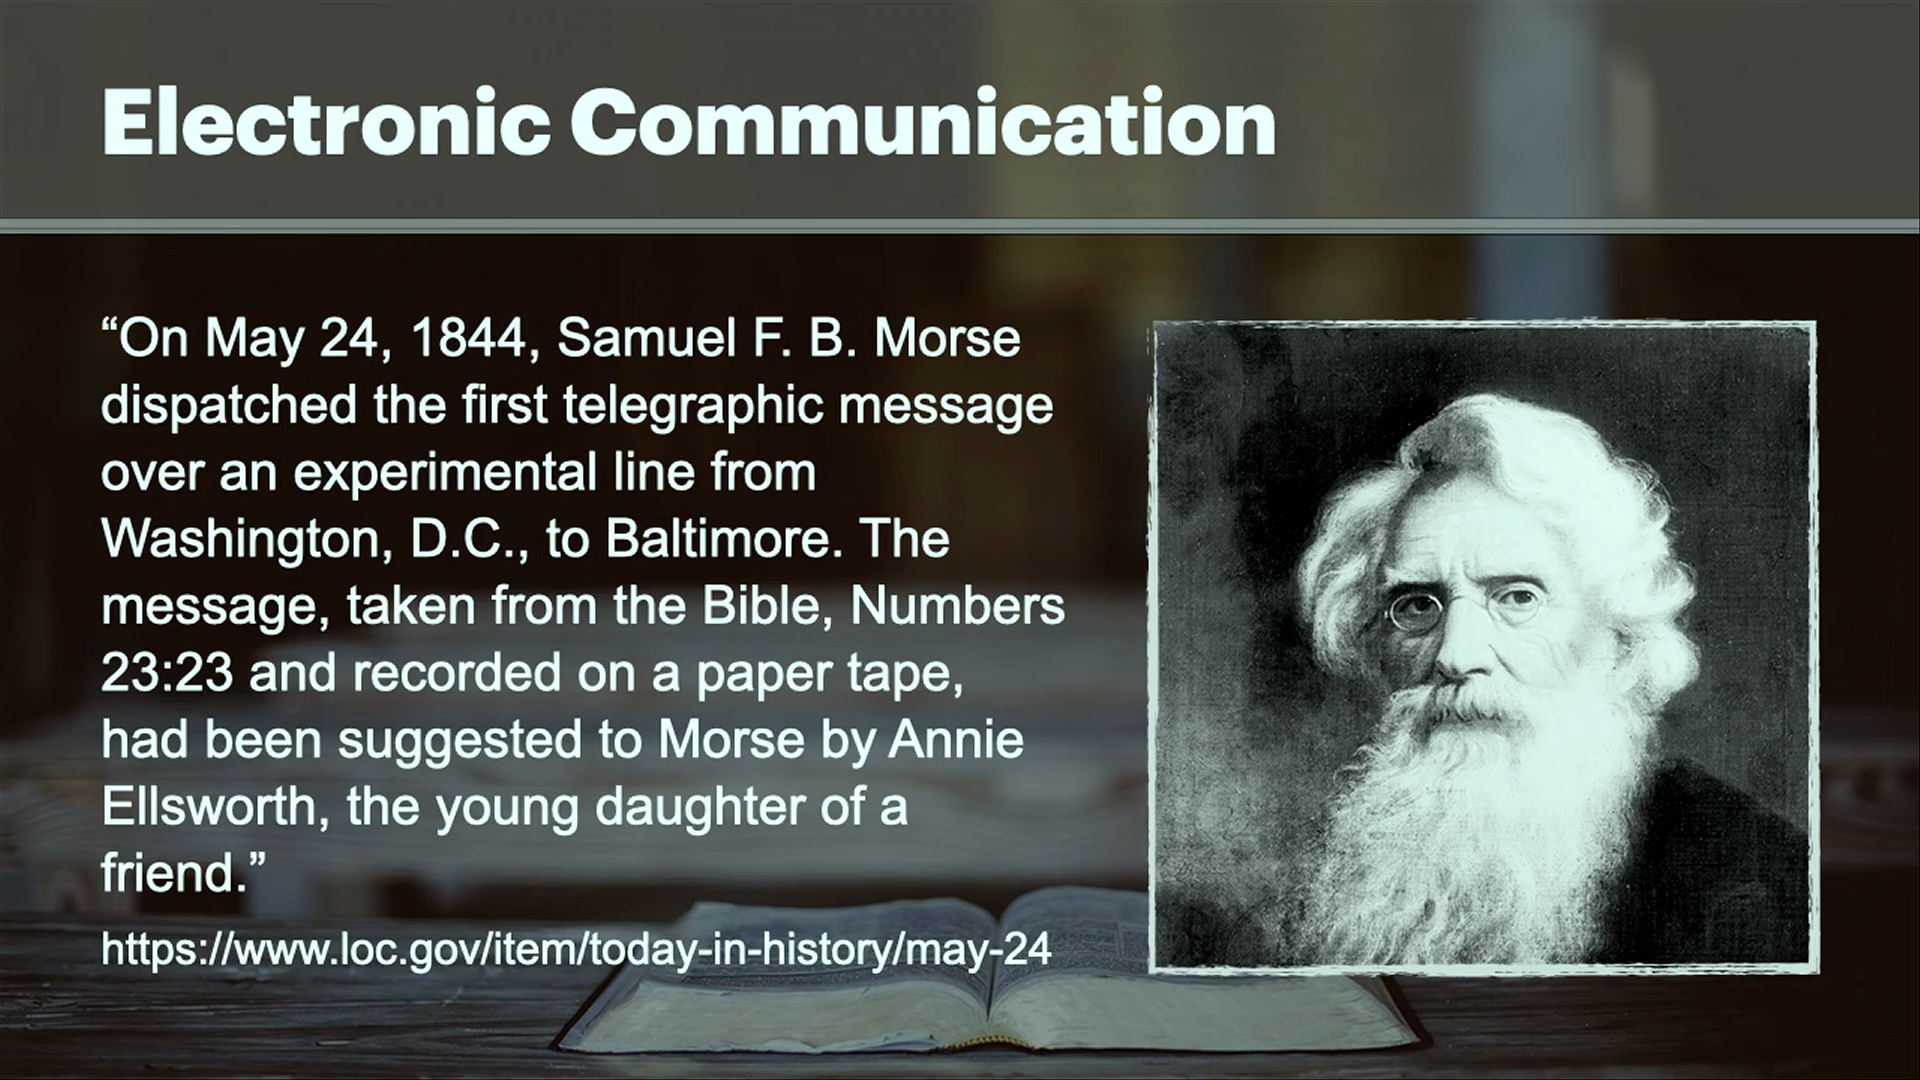 Electronic Communication
“On May 24, 1844, Samuel F. B. Morse
dispatched the first telegraphic message
over an experimental line from
Washington, D.C., to Baltimore. The
message, taken from the Bible, Numbers
23:23 and recorded on a paper tape,
had been suggested to Morse by Annie
Ellsworth, the young daughter of a
friend.”
https://www.loc.gov/item/today-in-history/may-24